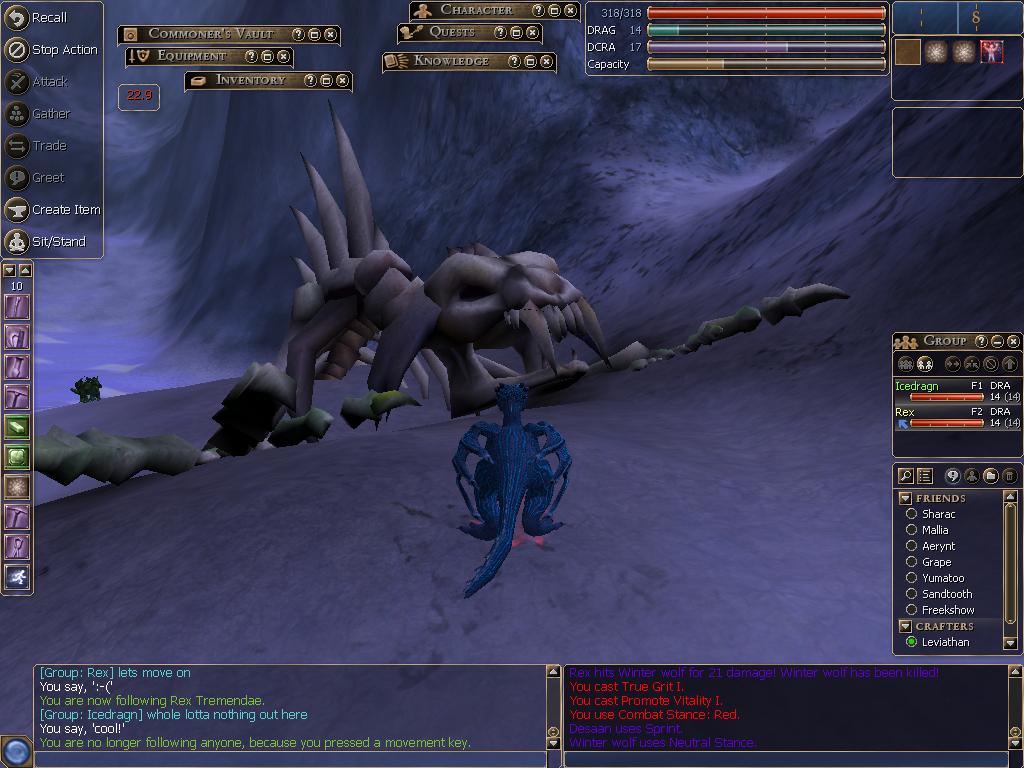 Recall
Stop Action
Attack
Gather
Trade
Greet
Create Item
Sit/Stand
10
COMMONER'S VAULT
EQUIPMENT
INVENTORY
22.9
CHARACTER
QUESTS
KNOWLEDGE
318/318
DRAG 14
DCRA 17
Capacity
8
GROUP
Icedragn F1 DRA
14 (14)
Rex F2 DRA
14 (14)
FRIENDS
Sharac
Mallia
Aerynt
Grape
Yumatoo
Sandtooth
Freekshow
CRAFTERS
Leviathan
[Group: Rex] lets move on
You say, ':-('
You are now following Rex Tremendae.
[Group: Icedragn] whole lotta nothing out here
You say, 'cool!'
You are no longer following anyone, because you pressed a movement key.
Rex hits Winter wolf for 21 damage! Winter wolf has been killed!
You cast True Grit I.
You cast Promote Vitality I.
You use Combat Stance: Red.
Desaan uses Sprint.
Winter wolf uses Neutral Stance.